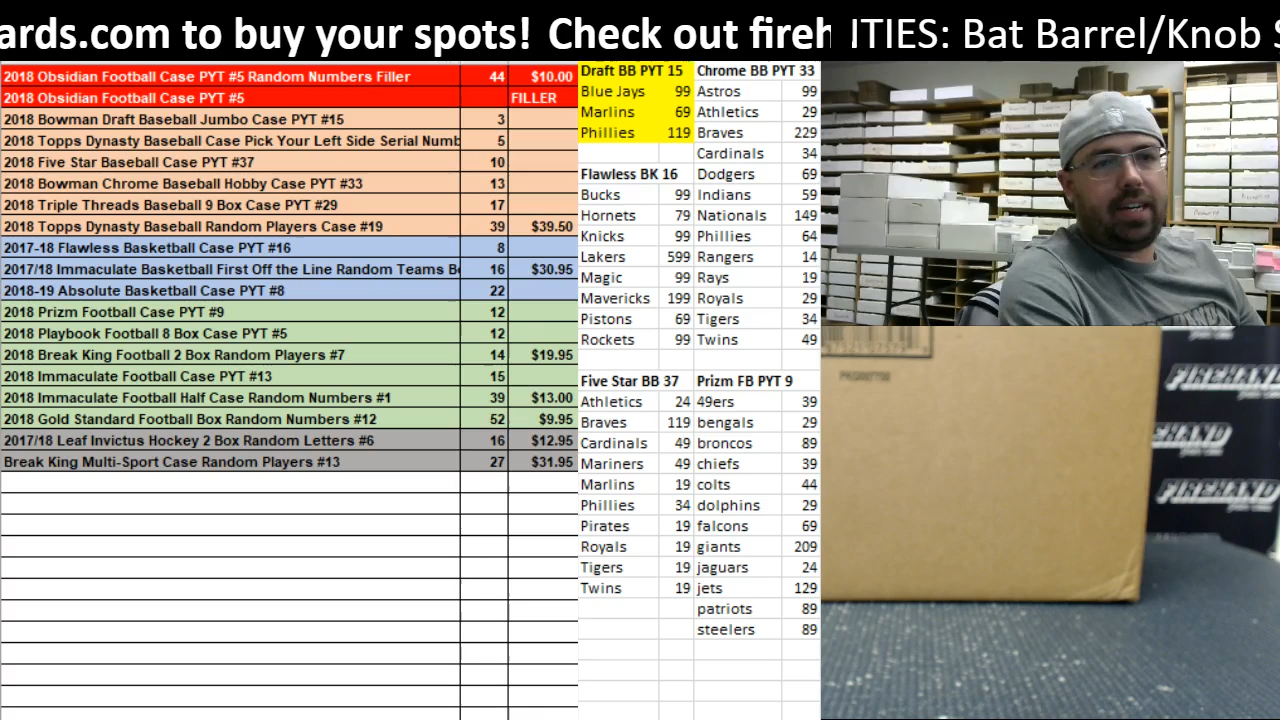 ards.com to buy your spots!  Check out fireh
ITIES: Bat Barrel/Knob S
2018 Obsidian Football Case PYT #5 Random Numbers Filler 44 $10.00
2018 Obsidian Football Case PYT #5 FILLER
2018 Bowman Draft Baseball Jumbo Case PYT #15 3
2018 Topps Dynasty Baseball Case Pick Your Left Side Serial Numb 5
2018 Five Star Baseball Case PYT #37 10
2018 Bowman Chrome Baseball Hobby Case PYT #33 13
2018 Triple Threads Baseball 9 Box Case PYT #29 17
2018 Topps Dynasty Baseball Random Players Case #19 39 $39.50
2017-18 Flawless Basketball Case PYT #16 8
2017/18 Immaculate Basketball First Off the Line Random Teams Bo 16 $30.95
2018-19 Absolute Basketball Case PYT #8 22
2018 Prizm Football Case PYT #9 12
2018 Playbook Football 8 Box Case PYT #5 12
2018 Break King Football 2 Box Random Players #7 14 $19.95
2018 Immaculate Football Case PYT #13 15
2018 Immaculate Football Half Case Random Numbers #1 39 $13.00
2018 Gold Standard Football Box Random Numbers #12 52 $9.95
2017/18 Leaf Invictus Hockey 2 Box Random Letters #6 16 $12.95
Break King Multi-Sport Case Random Players #13 27 $31.95
Draft BB PYT 15
Blue Jays 99
Marlins 69
Phillies 119
Flawless BK 16
Bucks 99
Hornets 79
Knicks 99
Lakers 599
Magic 99
Mavericks 199
Pistons 69
Rockets 99
Five Star BB 37
Athletics 24
Braves 119
Cardinals 49
Mariners 49
Marlins 19
Phillies 34
Pirates 19
Royals 19
Tigers 19
Twins 19
Chrome BB PYT 33
Astros 99
Athletics 29
Braves 229
Cardinals 34
Dodgers 69
Indians 59
Nationals 149
Phillies 64
Rangers 14
Rays 19
Royals 29
Tigers 34
Twins 49
Prizm FB PYT 9
49ers 39
bengals 29
broncos 89
chiefs 39
colts 44
dolphins 29
falcons 69
giants 209
jaguars 24
jets 129
patriots 89
steelers 89
FIREHAND
FIREHAND